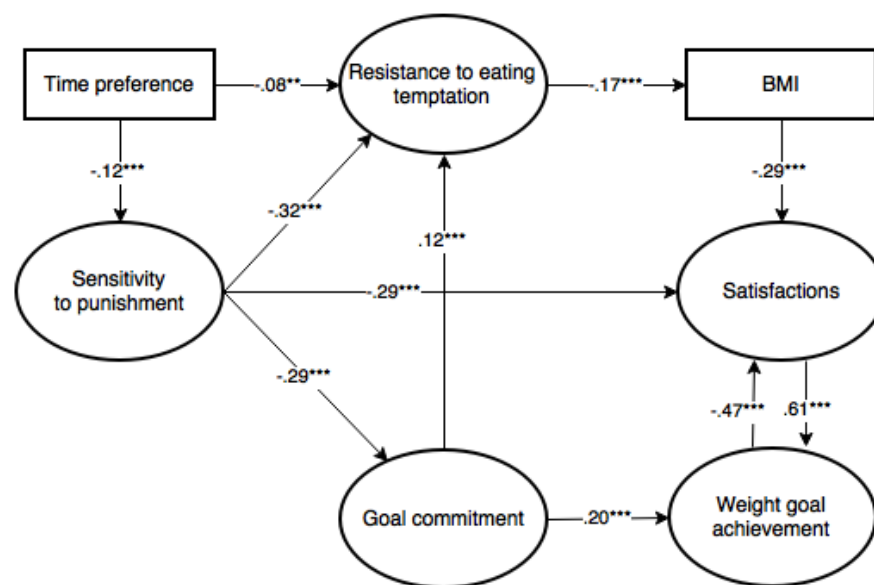 Time preference
-.08**
Resistance to eating
temptation
-.17***
BMI
-.12***
-.29***
-.32***
.12***
Sensitivity
to punishment
-.29***
Satisfactions
-.29***
-.47***
.61***
Goal commitment
.20***
Weight goal
achievement